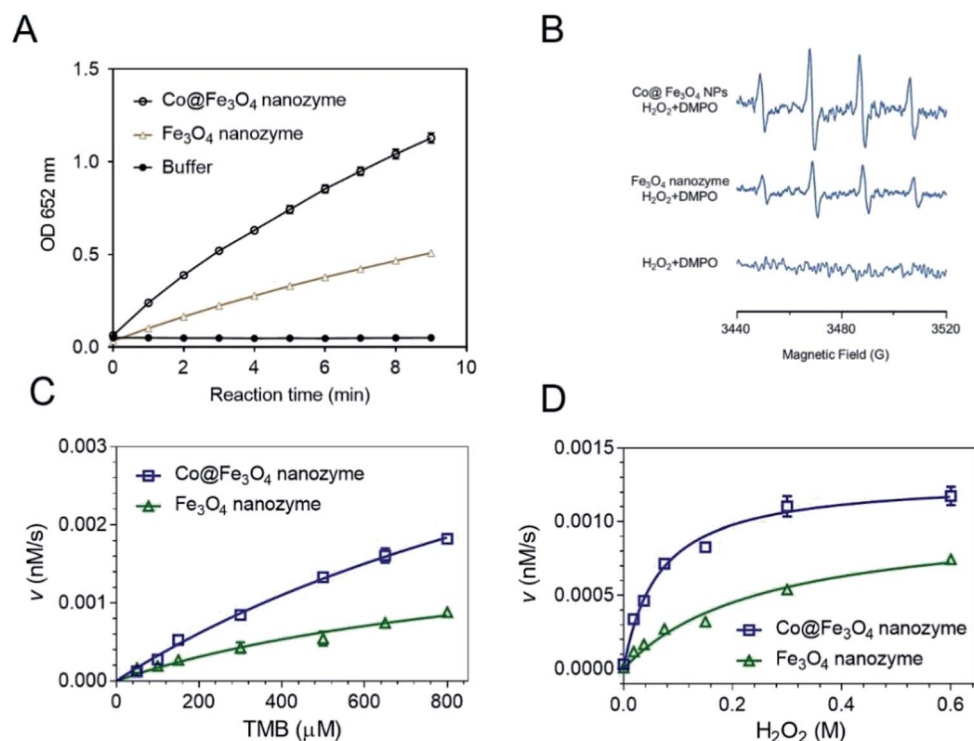 A
OD 652 nm
1.5
1.0
0.5
0.0
Co@Fe₃O₄ nanozyme
Fe₃O₄ nanozyme
Buffer
0 2 4 6 8 10
Reaction time (min)
B
Co@ Fe₃O₄ NPs
H₂O₂+DMPO
Fe₃O₄ nanozyme
H₂O₂+DMPO
H₂O₂+DMPO
3440 3480 3520
Magnetic Field (G)
C
v (nM/s)
0.003
0.002
0.001
0.000
Co@Fe₃O₄ nanozyme
Fe₃O₄ nanozyme
0 200 400 600 800
TMB (μM)
D
v (nM/s)
0.0015
0.0010
0.0005
0.0000
Co@Fe₃O₄ nanozyme
Fe₃O₄ nanozyme
0.0 0.2 0.4 0.6
H₂O₂ (M)